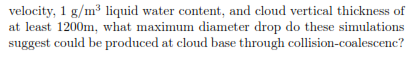 velocity, 1 g/m³ liquid water content, and cloud vertical thickness of
at least 1200m, what maximum diameter drop do these simulations
suggest could be produced at cloud base through collision-coalescenc?